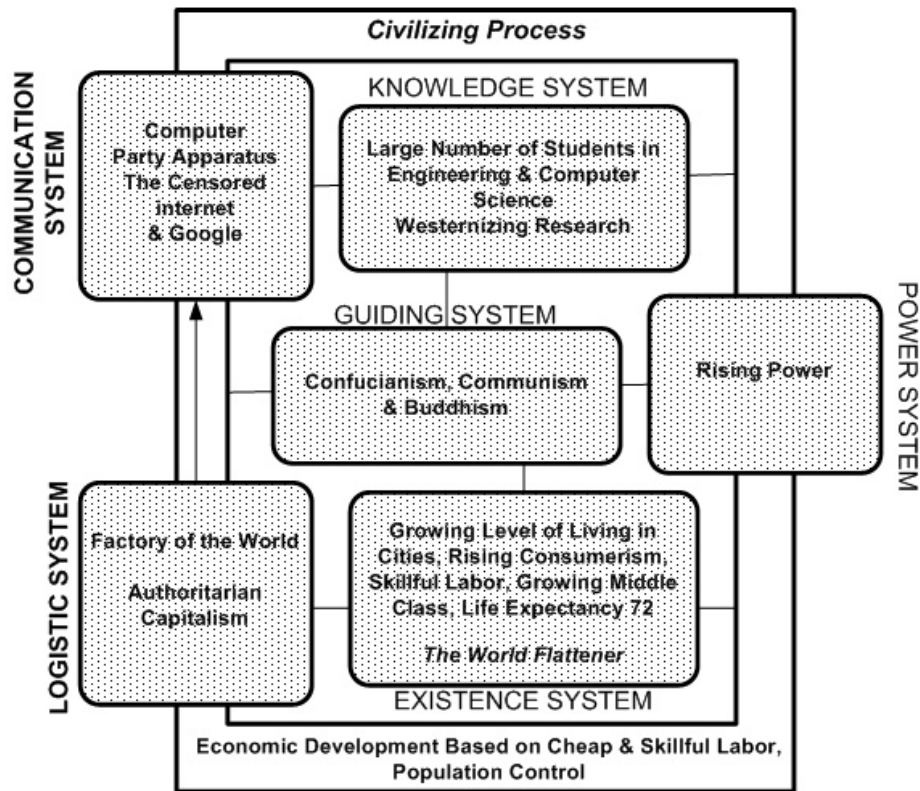 Civilizing Process
COMMUNICATION
SYSTEM
KNOWLEDGE SYSTEM
Computer
Party Apparatus
The Censored
internet
& Google
Large Number of Students in
Engineering & Computer
Science
Westernizing Research
GUIDING SYSTEM
Confucianism, Communism
& Buddhism
POWER SYSTEM
Rising Power
LOGISTIC SYSTEM
Factory of the World
Authoritarian
Capitalism
Growing Level of Living in
Cities, Rising Consumerism,
Skillful Labor, Growing Middle
Class, Life Expectancy 72
The World Flattener
EXISTENCE SYSTEM
Economic Development Based on Cheap & Skillful Labor,
Population Control